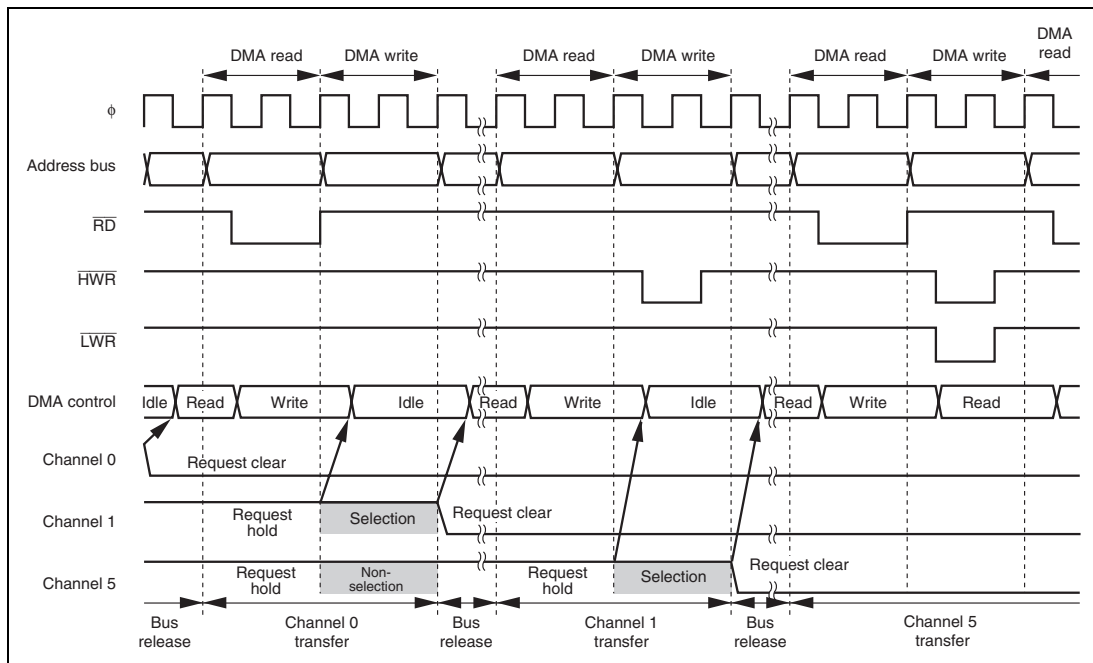 DMA read
DMA write
DMA read
DMA write
DMA read
DMA write
DMA
read
ϕ
Address bus
RD
HWR
LWR
DMA control
Idle
Read
Write
Idle
Read
Write
Idle
Read
Write
Read
Channel 0
Request clear
Channel 1
Request
hold
Selection
Request clear
Channel 5
Request
hold
Non-
selection
Request
hold
Selection
Request clear
Bus
release
Channel 0
transfer
Bus
release
Channel 1
transfer
Bus
release
Channel 5
transfer